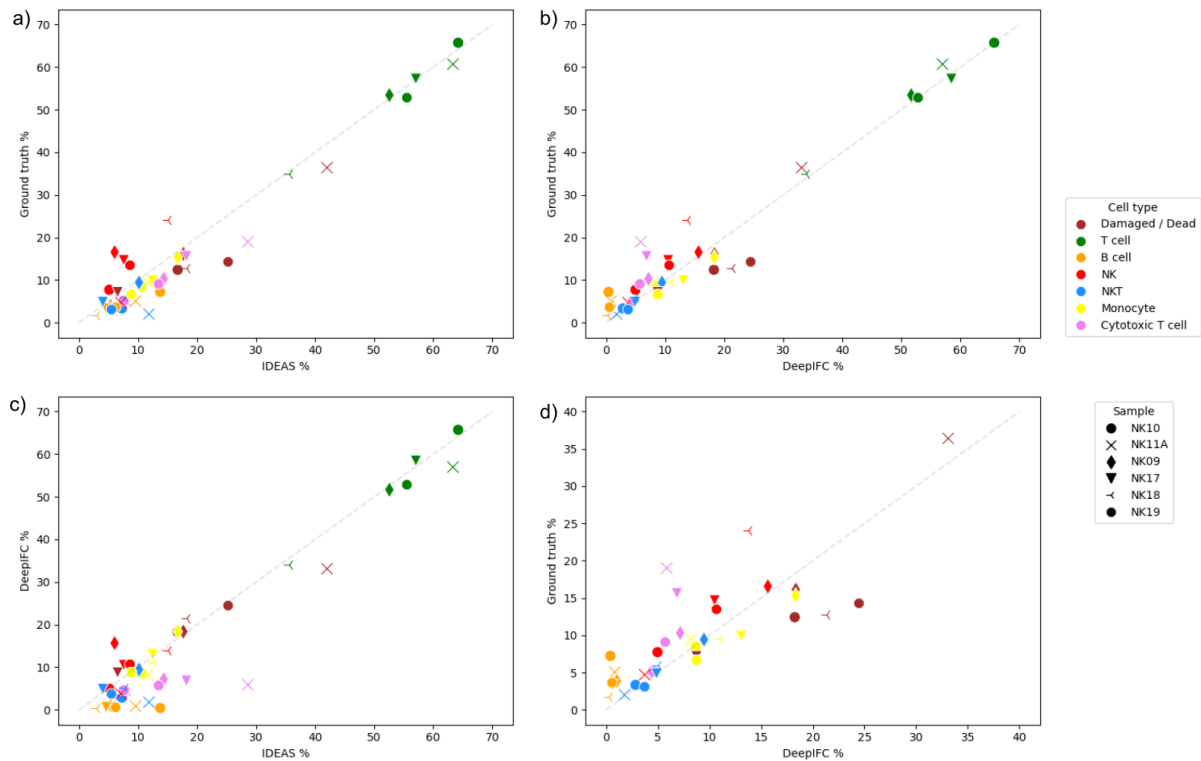 a)
70
60
50
40
30
20
10
0
Ground truth %
0 10 20 30 40 50 60 70
IDEAS %
b)
70
60
50
40
30
20
10
0
Ground truth %
0 10 20 30 40 50 60 70
DeepIFC %
Cell type
Damaged / Dead
T cell
B cell
NK
NKT
Monocyte
Cytotoxic T cell
c)
70
60
50
40
30
20
10
0
DeepIFC %
0 10 20 30 40 50 60 70
IDEAS %
d)
40
35
30
25
20
15
10
5
0
Ground truth %
0 5 10 15 20 25 30 35 40
DeepIFC %
Sample
NK10
NK11A
NK09
NK17
NK18
NK19